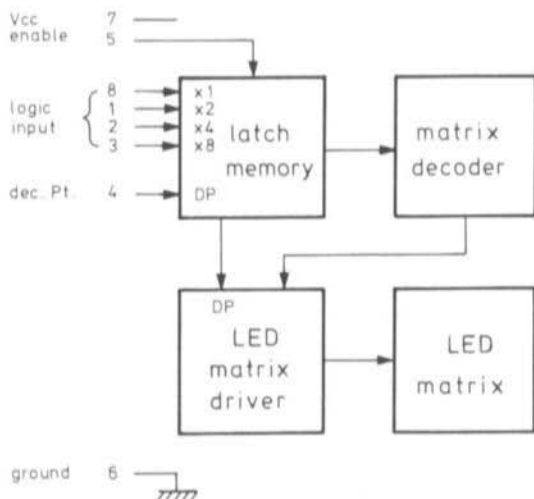 Vcc 7
enable 5
logic input
8 x1
1 x2
2 x4
3 x8
dec. Pt. 4 DP
latch memory
matrix decoder
DP
LED matrix driver
LED matrix
ground 6